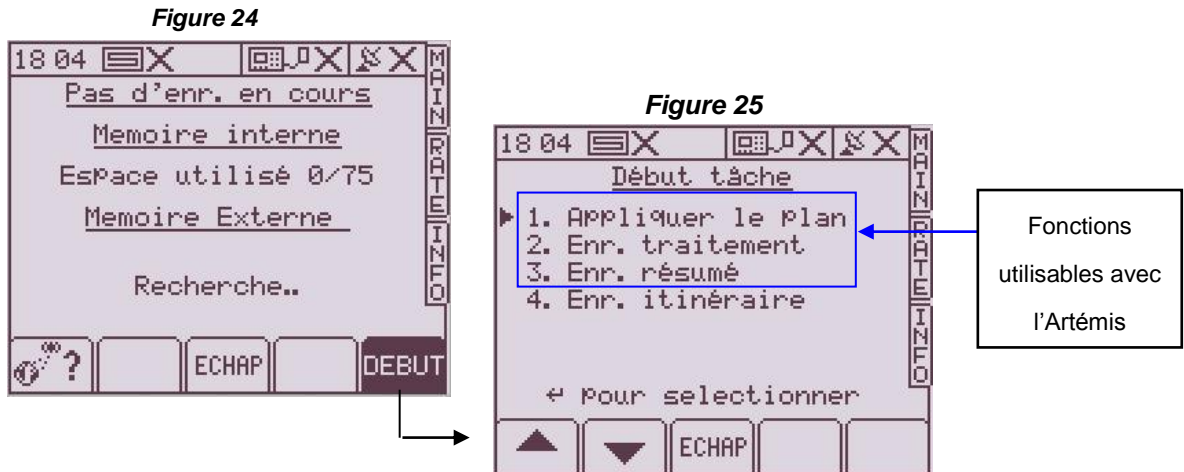 Figure 24
18 04
Pas d'enr. en cours
Memoire interne
Espace utilisé 0/75
Memoire Externe
Recherche..
?
ECHAP
DEBUT
MAIN
RATE
INFO
Figure 25
18 04
Début tâche
1. Appliquer le plan
2. Enr. traitement
3. Enr. résumé
4. Enr. itinéraire
↵ pour selectionner
ECHAP
MAIN
RATE
INFO
Fonctions
utilisables avec
l'Artémis